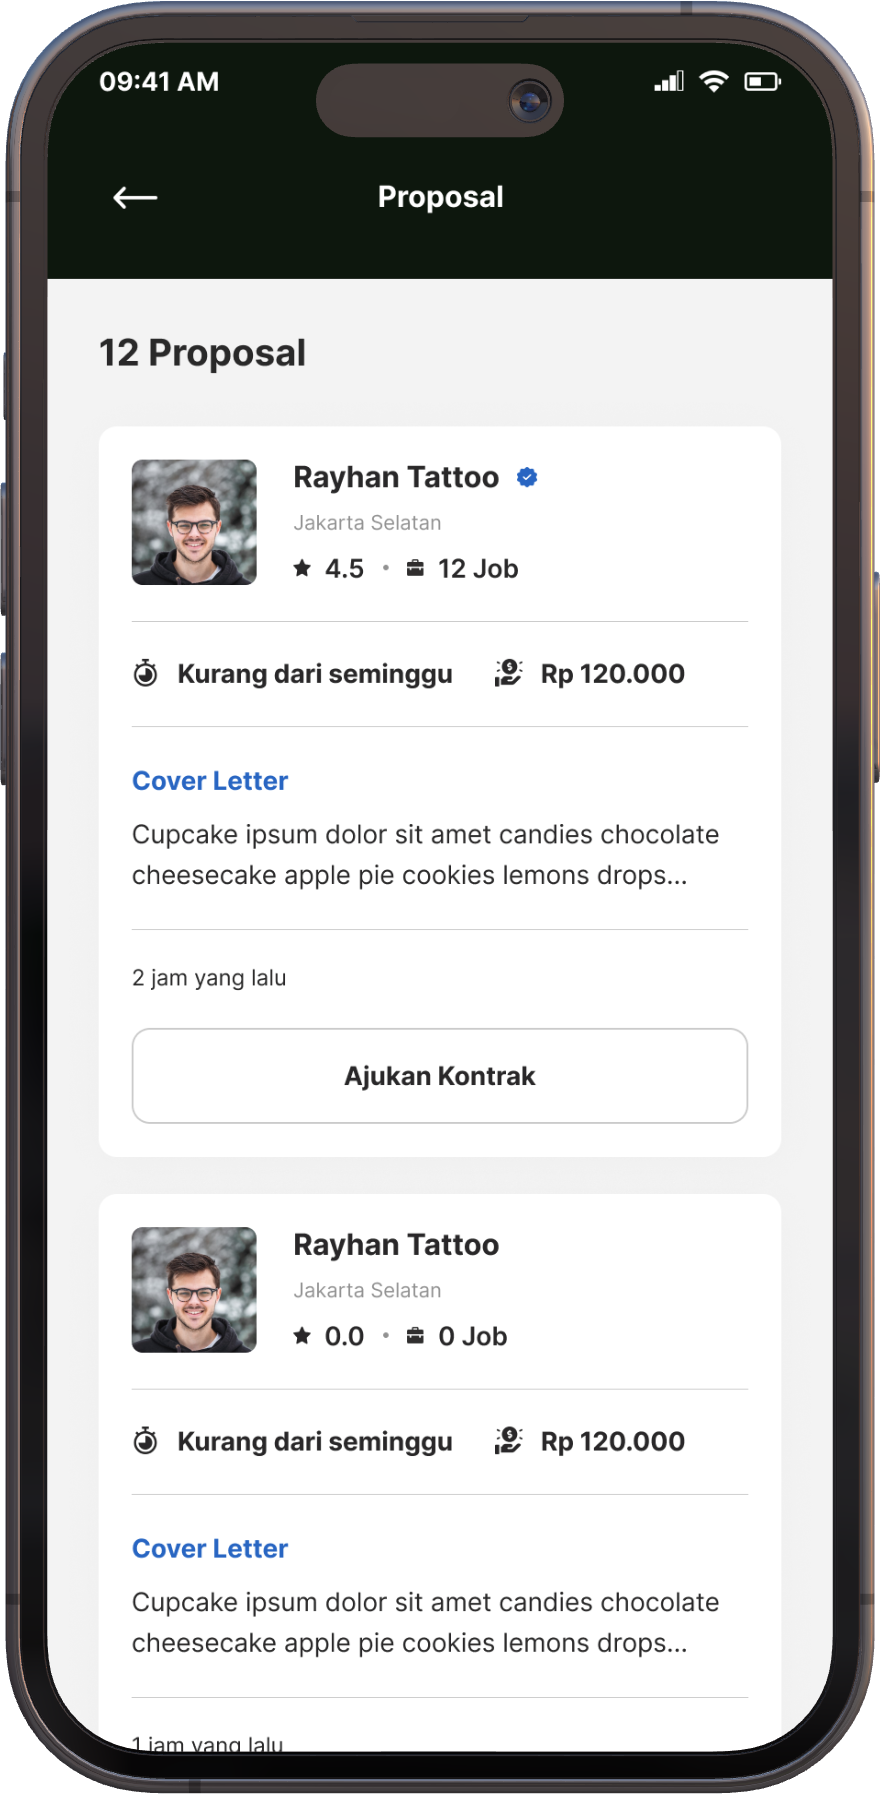 09:41 AM
Proposal
12 Proposal
Rayhan Tattoo
Jakarta Selatan
4.5 • 12 Job
Kurang dari seminggu Rp 120.000
Cover Letter
Cupcake ipsum dolor sit amet candies chocolate
cheesecake apple pie cookies lemons drops...
2 jam yang lalu
Ajukan Kontrak
Rayhan Tattoo
Jakarta Selatan
0.0 • 0 Job
Kurang dari seminggu Rp 120.000
Cover Letter
Cupcake ipsum dolor sit amet candies chocolate
cheesecake apple pie cookies lemons drops...
1 jam yang lalu